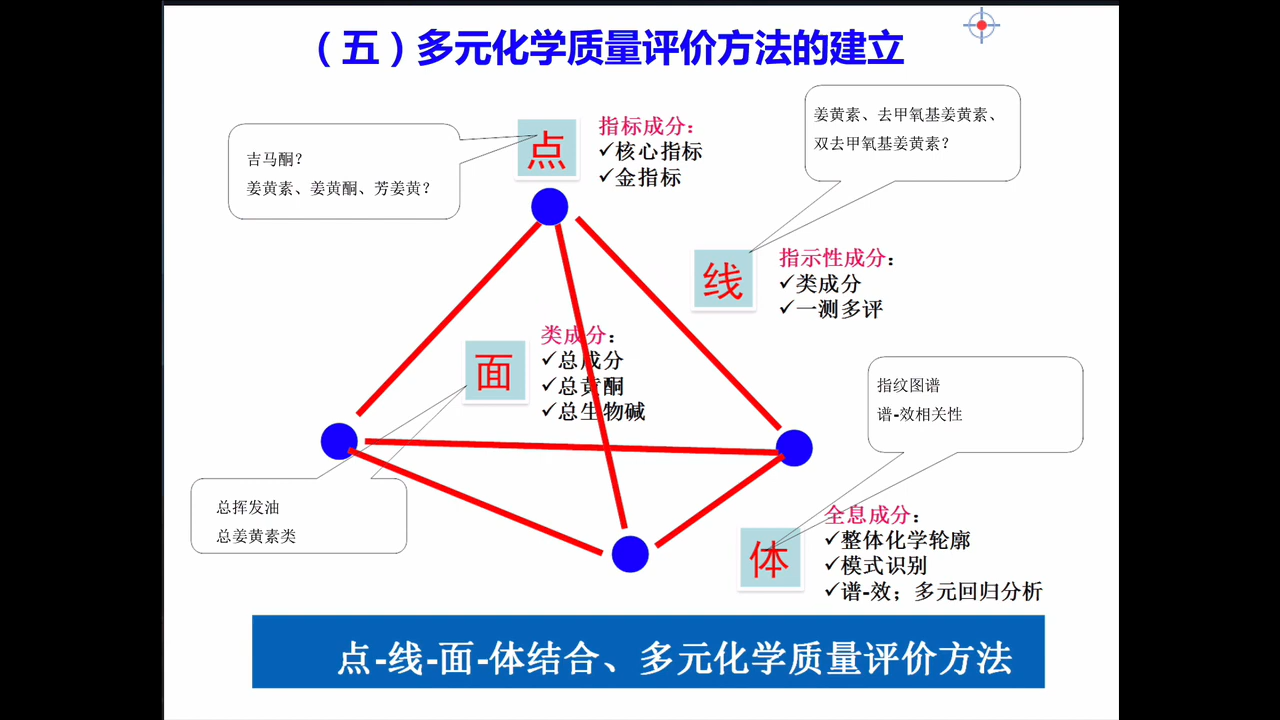 （五）多元化学质量评价方法的建立
吉马酮？
姜黄素、姜黄酮、芳姜黄？
点
指标成分：
✓核心指标
✓金指标
姜黄素、去甲氧基姜黄素、
双去甲氧基姜黄素？
线
指示性成分：
✓类成分
✓一测多评
面
类成分：
✓总成分
✓总黄酮
✓总生物碱
指纹图谱
谱-效相关性
总挥发油
总姜黄素类
体
全息成分：
✓整体化学轮廓
✓模式识别
✓谱-效；多元回归分析
点-线-面-体结合、多元化学质量评价方法